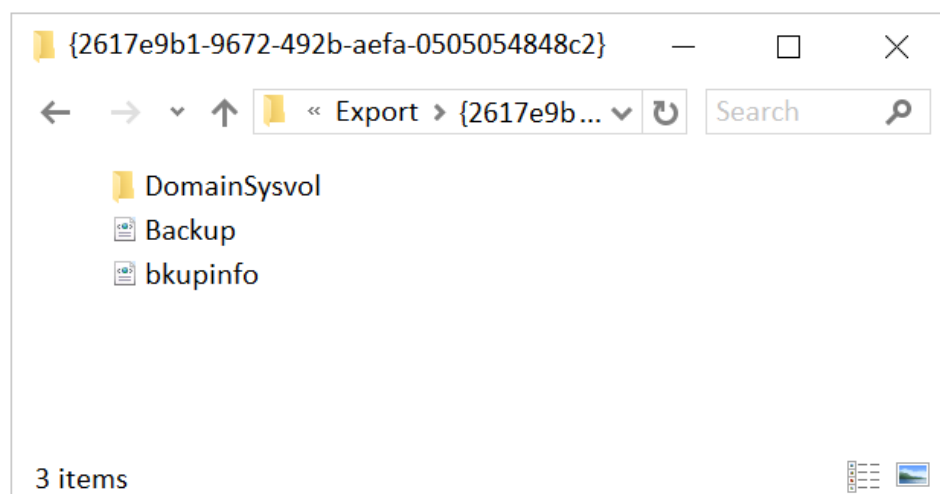 {2617e9b1-9672-492b-aefa-0505054848c2}
« Export > {2617e9b... Search
DomainSysvol
Backup
bkupinfo
3 items